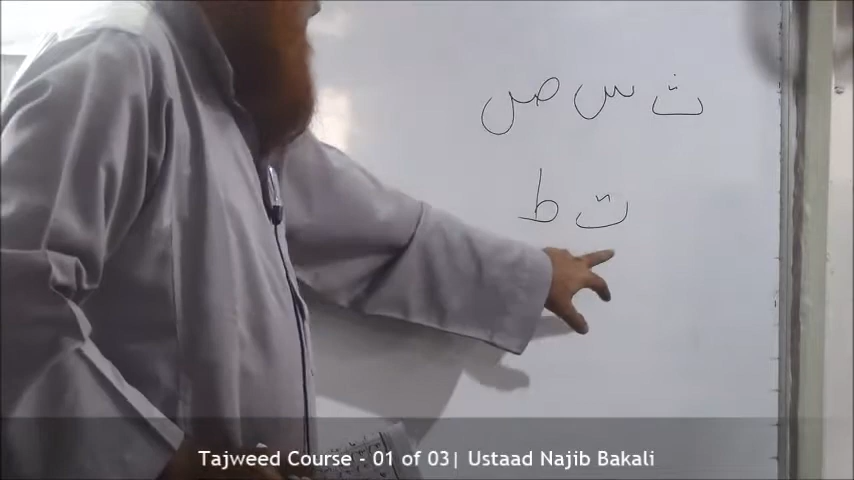 ث س ص
ت ط
Tajweed Course - 01 of 03| Ustaad Najib Bakali